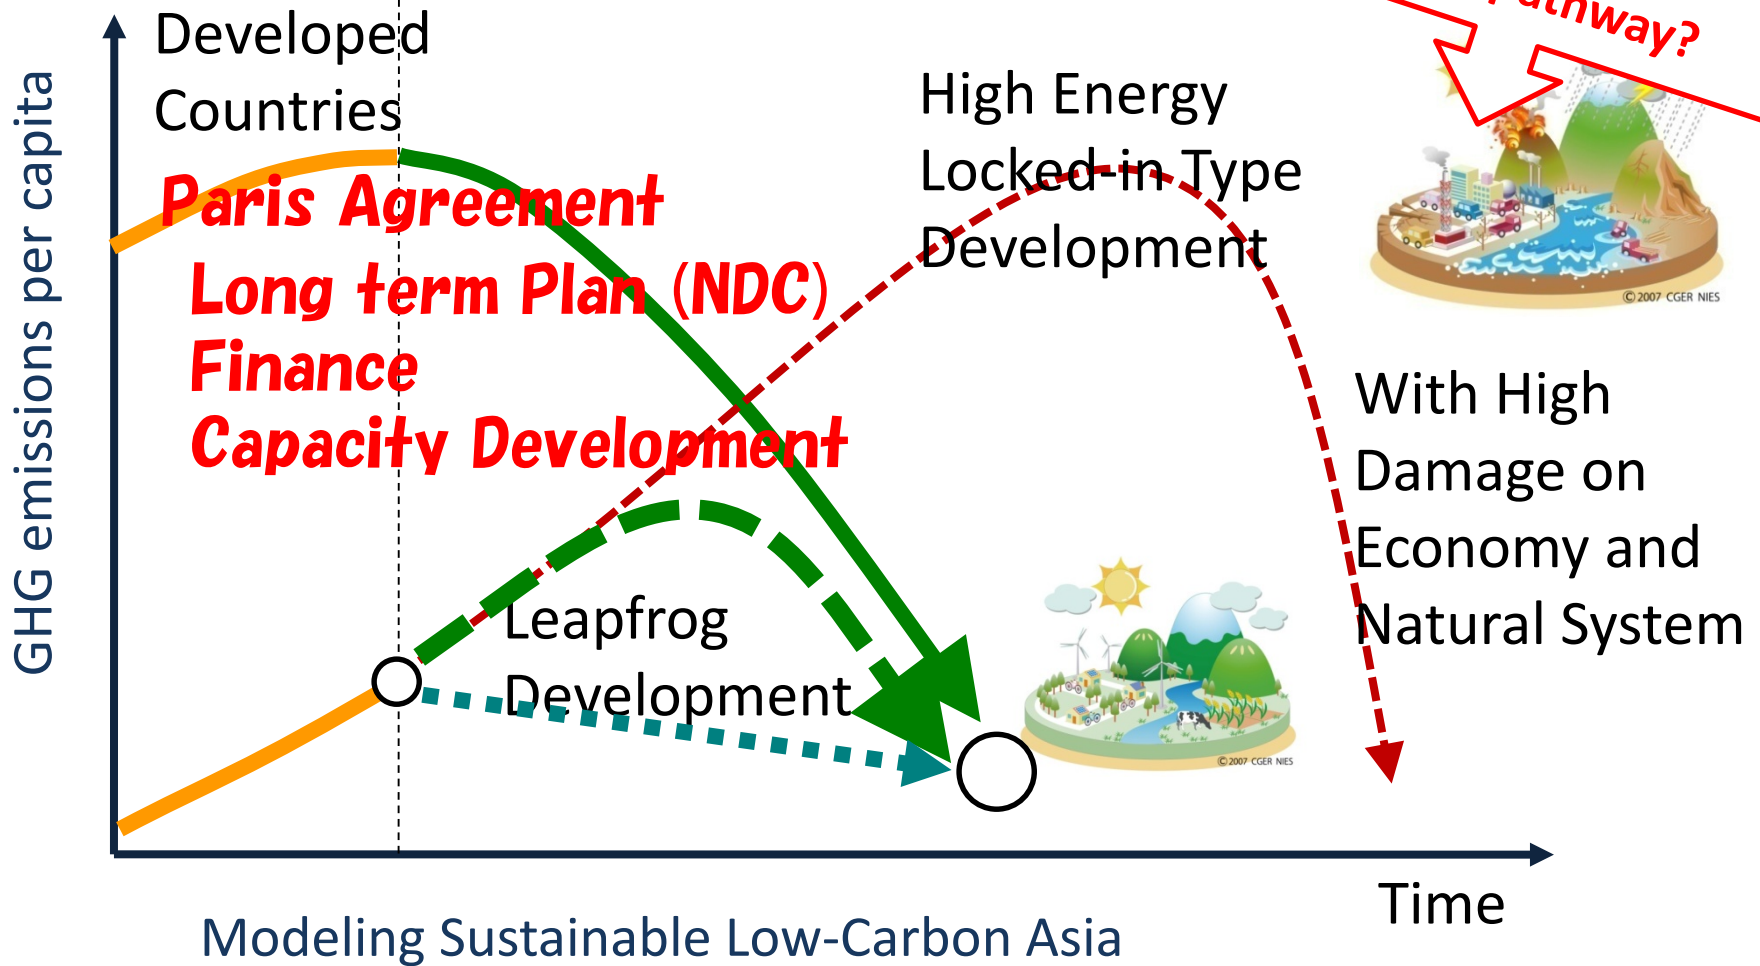 Developed
Countries
Pathway?
High Energy
Locked-in Type
Development
Paris Agreement
Long term Plan (NDC)
Finance
Capacity Development
© 2007 CGER NIES
With High
Damage on
Economy and
Natural System
Leapfrog
Development
© 2007 CGER NIES
GHG emissions per capita
Time
Modeling Sustainable Low-Carbon Asia